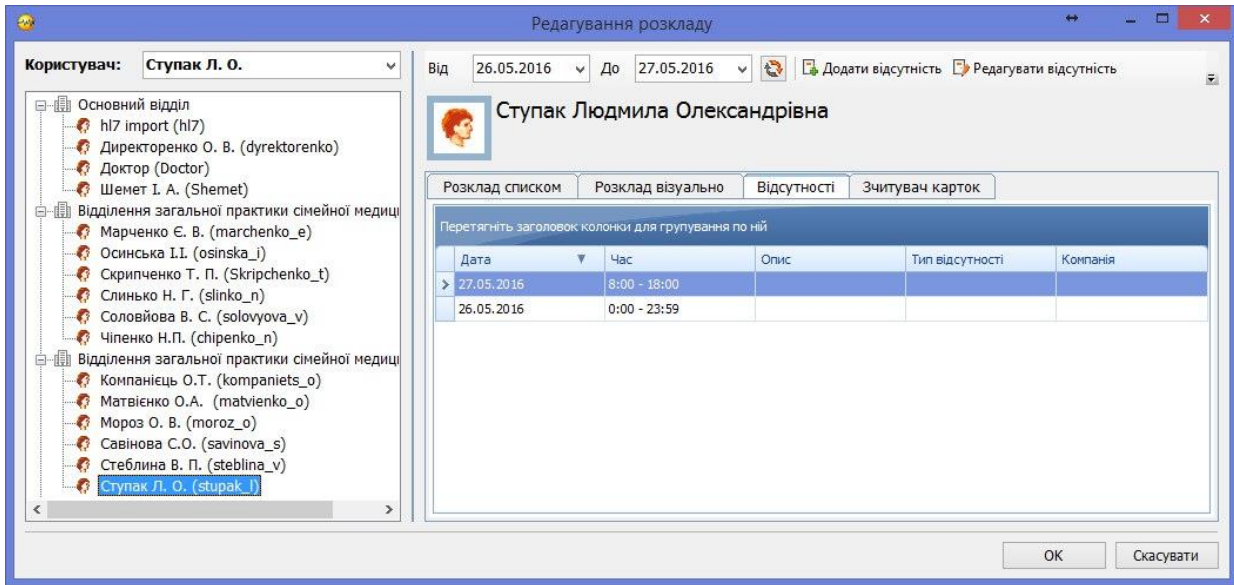 Редагування розкладу
Користувач: Ступак Л. О.
Основний відділ
hl7 import (hl7)
Директоренко О. В. (dyrektorenko)
Доктор (Doctor)
Шемет І. А. (Shemet)
Відділення загальної практики сімейної медици
Марченко Є. В. (marchenko_e)
Осинська І.І. (osinska_i)
Скрипченко Т. П. (Skripchenko_t)
Слинько Н. Г. (slinko_n)
Соловйова В. С. (solovyova_v)
Чіпенко Н.П. (chipenko_n)
Відділення загальної практики сімейної медици
Компанієць О.Т. (kompaniets_o)
Матвієнко О.А. (matvienko_o)
Мороз О. В. (moroz_o)
Савінова С.О. (savinova_s)
Стеблина В. П. (steblina_v)
Ступак Л. О. (stupak_l)
Від 26.05.2016 До 27.05.2016 Додати відсутність Редагувати відсутність
Ступак Людмила Олександрівна
Розклад списком Розклад візуально Відсутності Зчитувач карток
Перетягніть заголовок колонки для групування по ній
Дата Час Опис Тип відсутності Компанія
27.05.2016 8:00 - 18:00
26.05.2016 0:00 - 23:59
ОК Скасувати